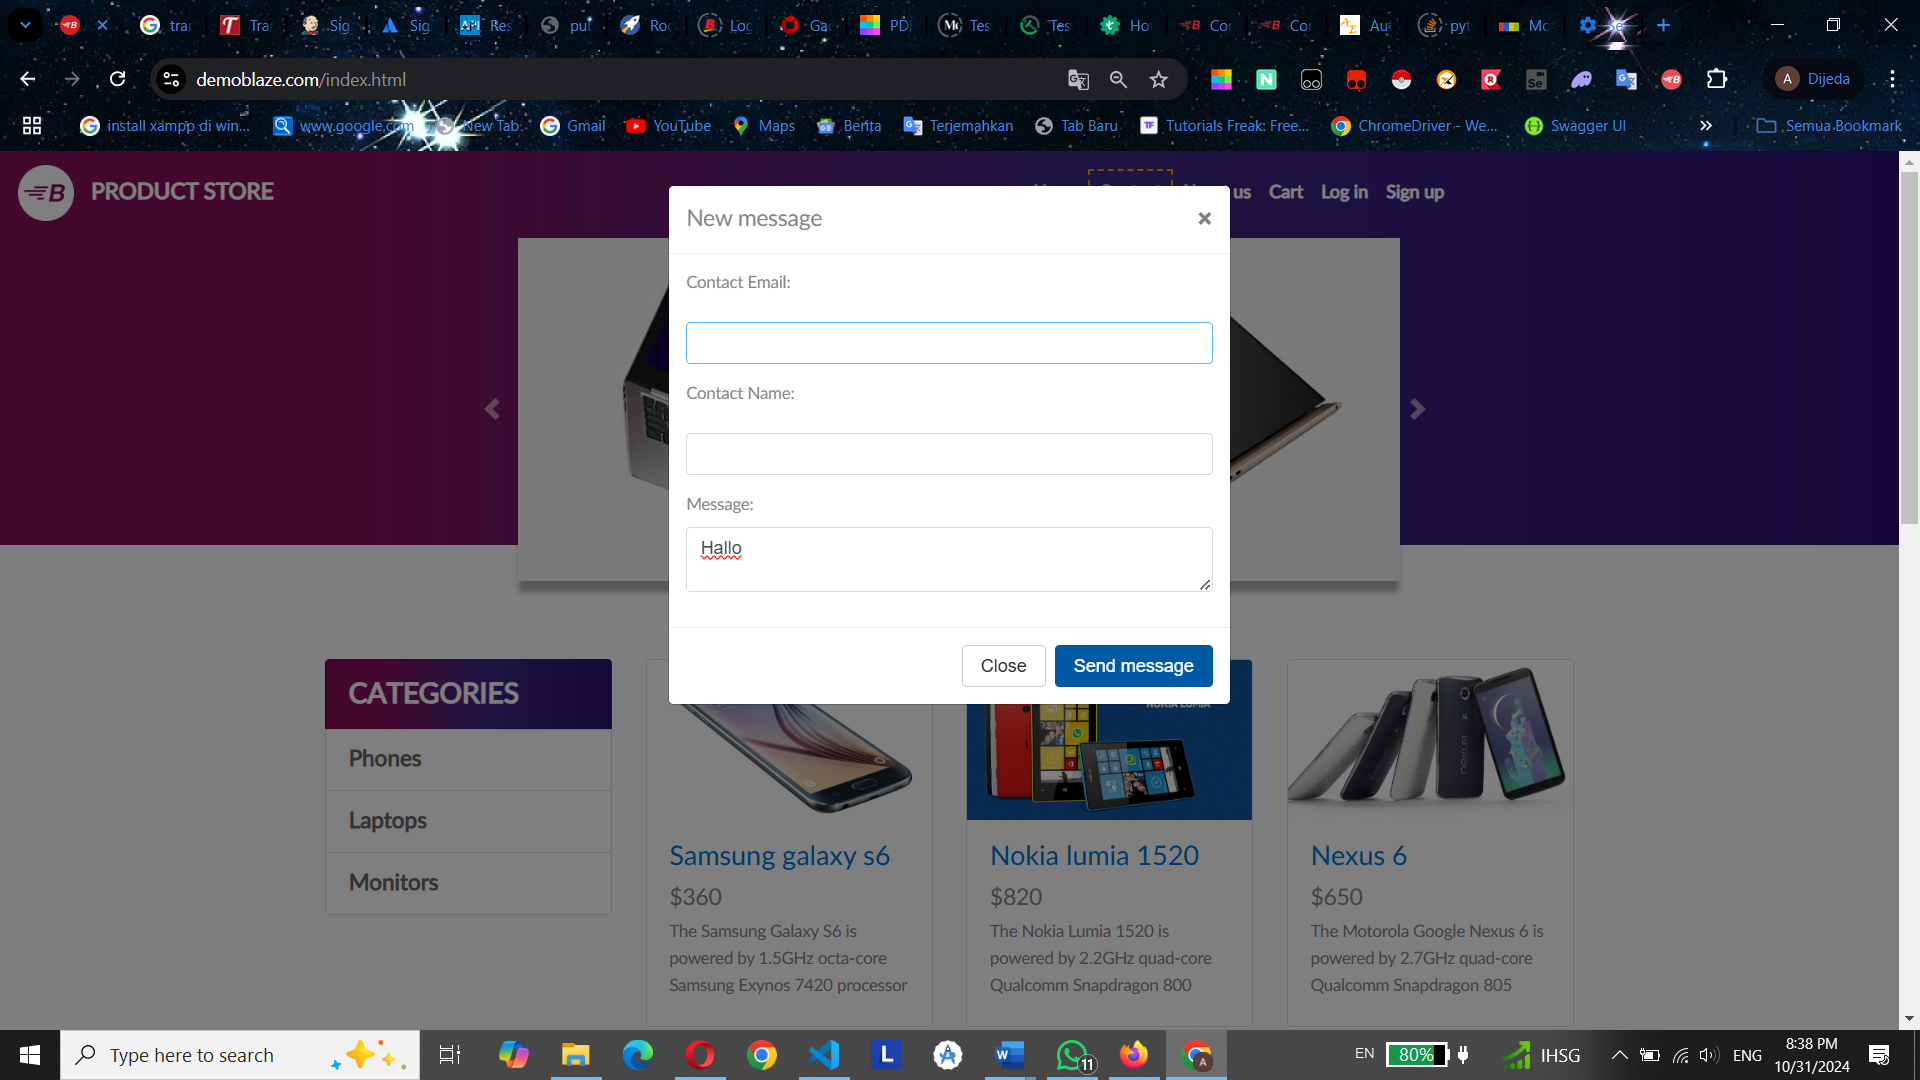 tra
Tra
Sig
Sig
Res
pu
Roc
Log
Ga
PD
Tes
Tes
Ho
Co
Co
Au
pyt
Mo
Se
demoblaze.com/index.html
A Dijeda
install xampp di win...
www.google.com
New Tab
Gmail
YouTube
Maps
Berita
Terjemahkan
Tab Baru
Tutorials Freak: Free...
ChromeDriver - We...
Swagger UI
Semua Bookmark
PRODUCT STORE
us
Cart
Log in
Sign up
New message
Contact Email:
Contact Name:
Message:
Hallo
Close
Send message
CATEGORIES
Phones
Laptops
Monitors
NOKIA LUMIA
Samsung galaxy s6
$360
The Samsung Galaxy S6 is
powered by 1.5GHz octa-core
Samsung Exynos 7420 processor
Nokia lumia 1520
$820
The Nokia Lumia 1520 is
powered by 2.2GHz quad-core
Qualcomm Snapdragon 800
Nexus 6
$650
The Motorola Google Nexus 6 is
powered by 2.7GHz quad-core
Qualcomm Snapdragon 805
Type here to search
11
EN
80%
IHSG
ENG
8:38 PM
10/31/2024